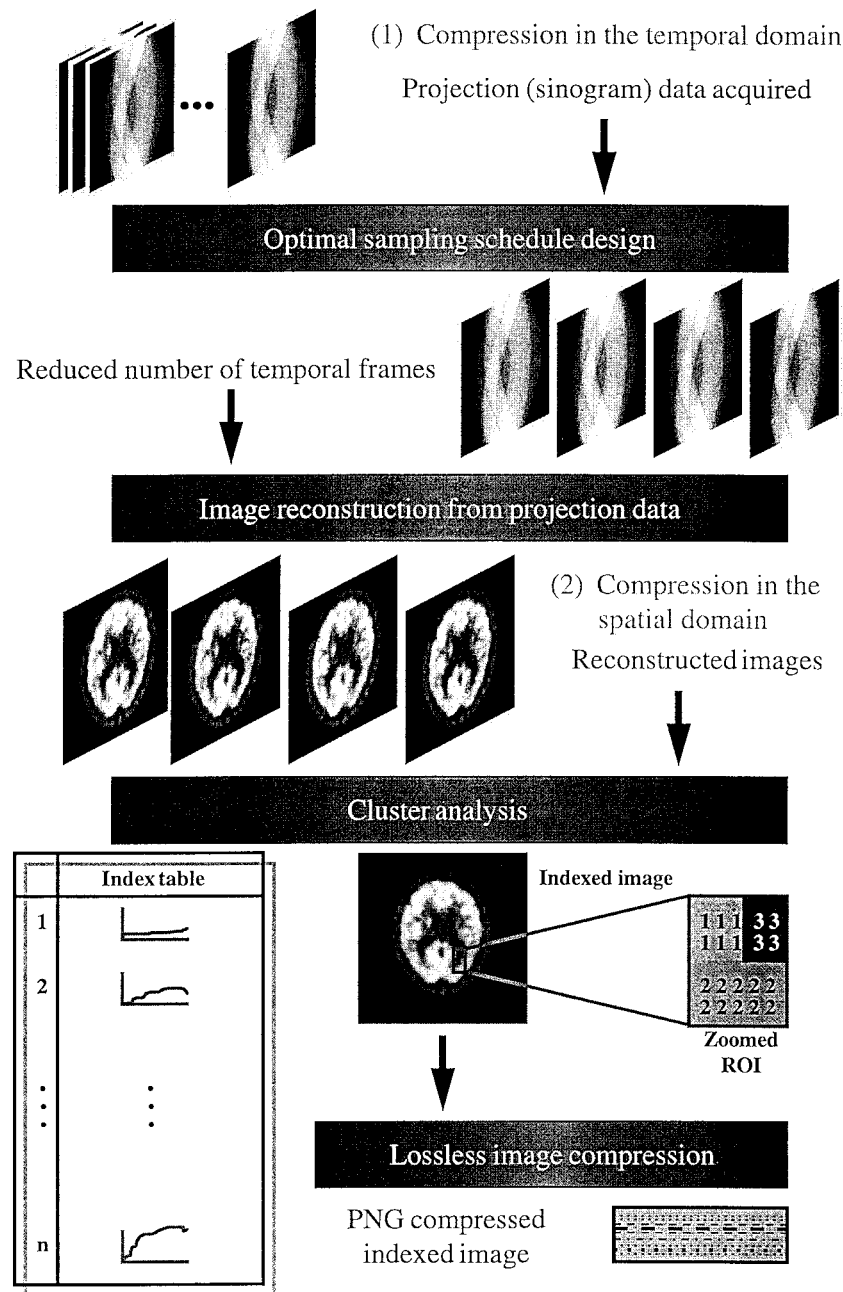 (1) Compression in the temporal domain
Projection (sinogram) data acquired
Optimal sampling schedule design
Reduced number of temporal frames
Image reconstruction from projection data
(2) Compression in the
spatial domain
Reconstructed images
Cluster analysis
Index table
1
2
n
Indexed image
1 1 1 3 3
1 1 1 3 3
2 2 2 2 2
2 2 2 2 2
Zoomed
ROI
Lossless image compression
PNG compressed
indexed image